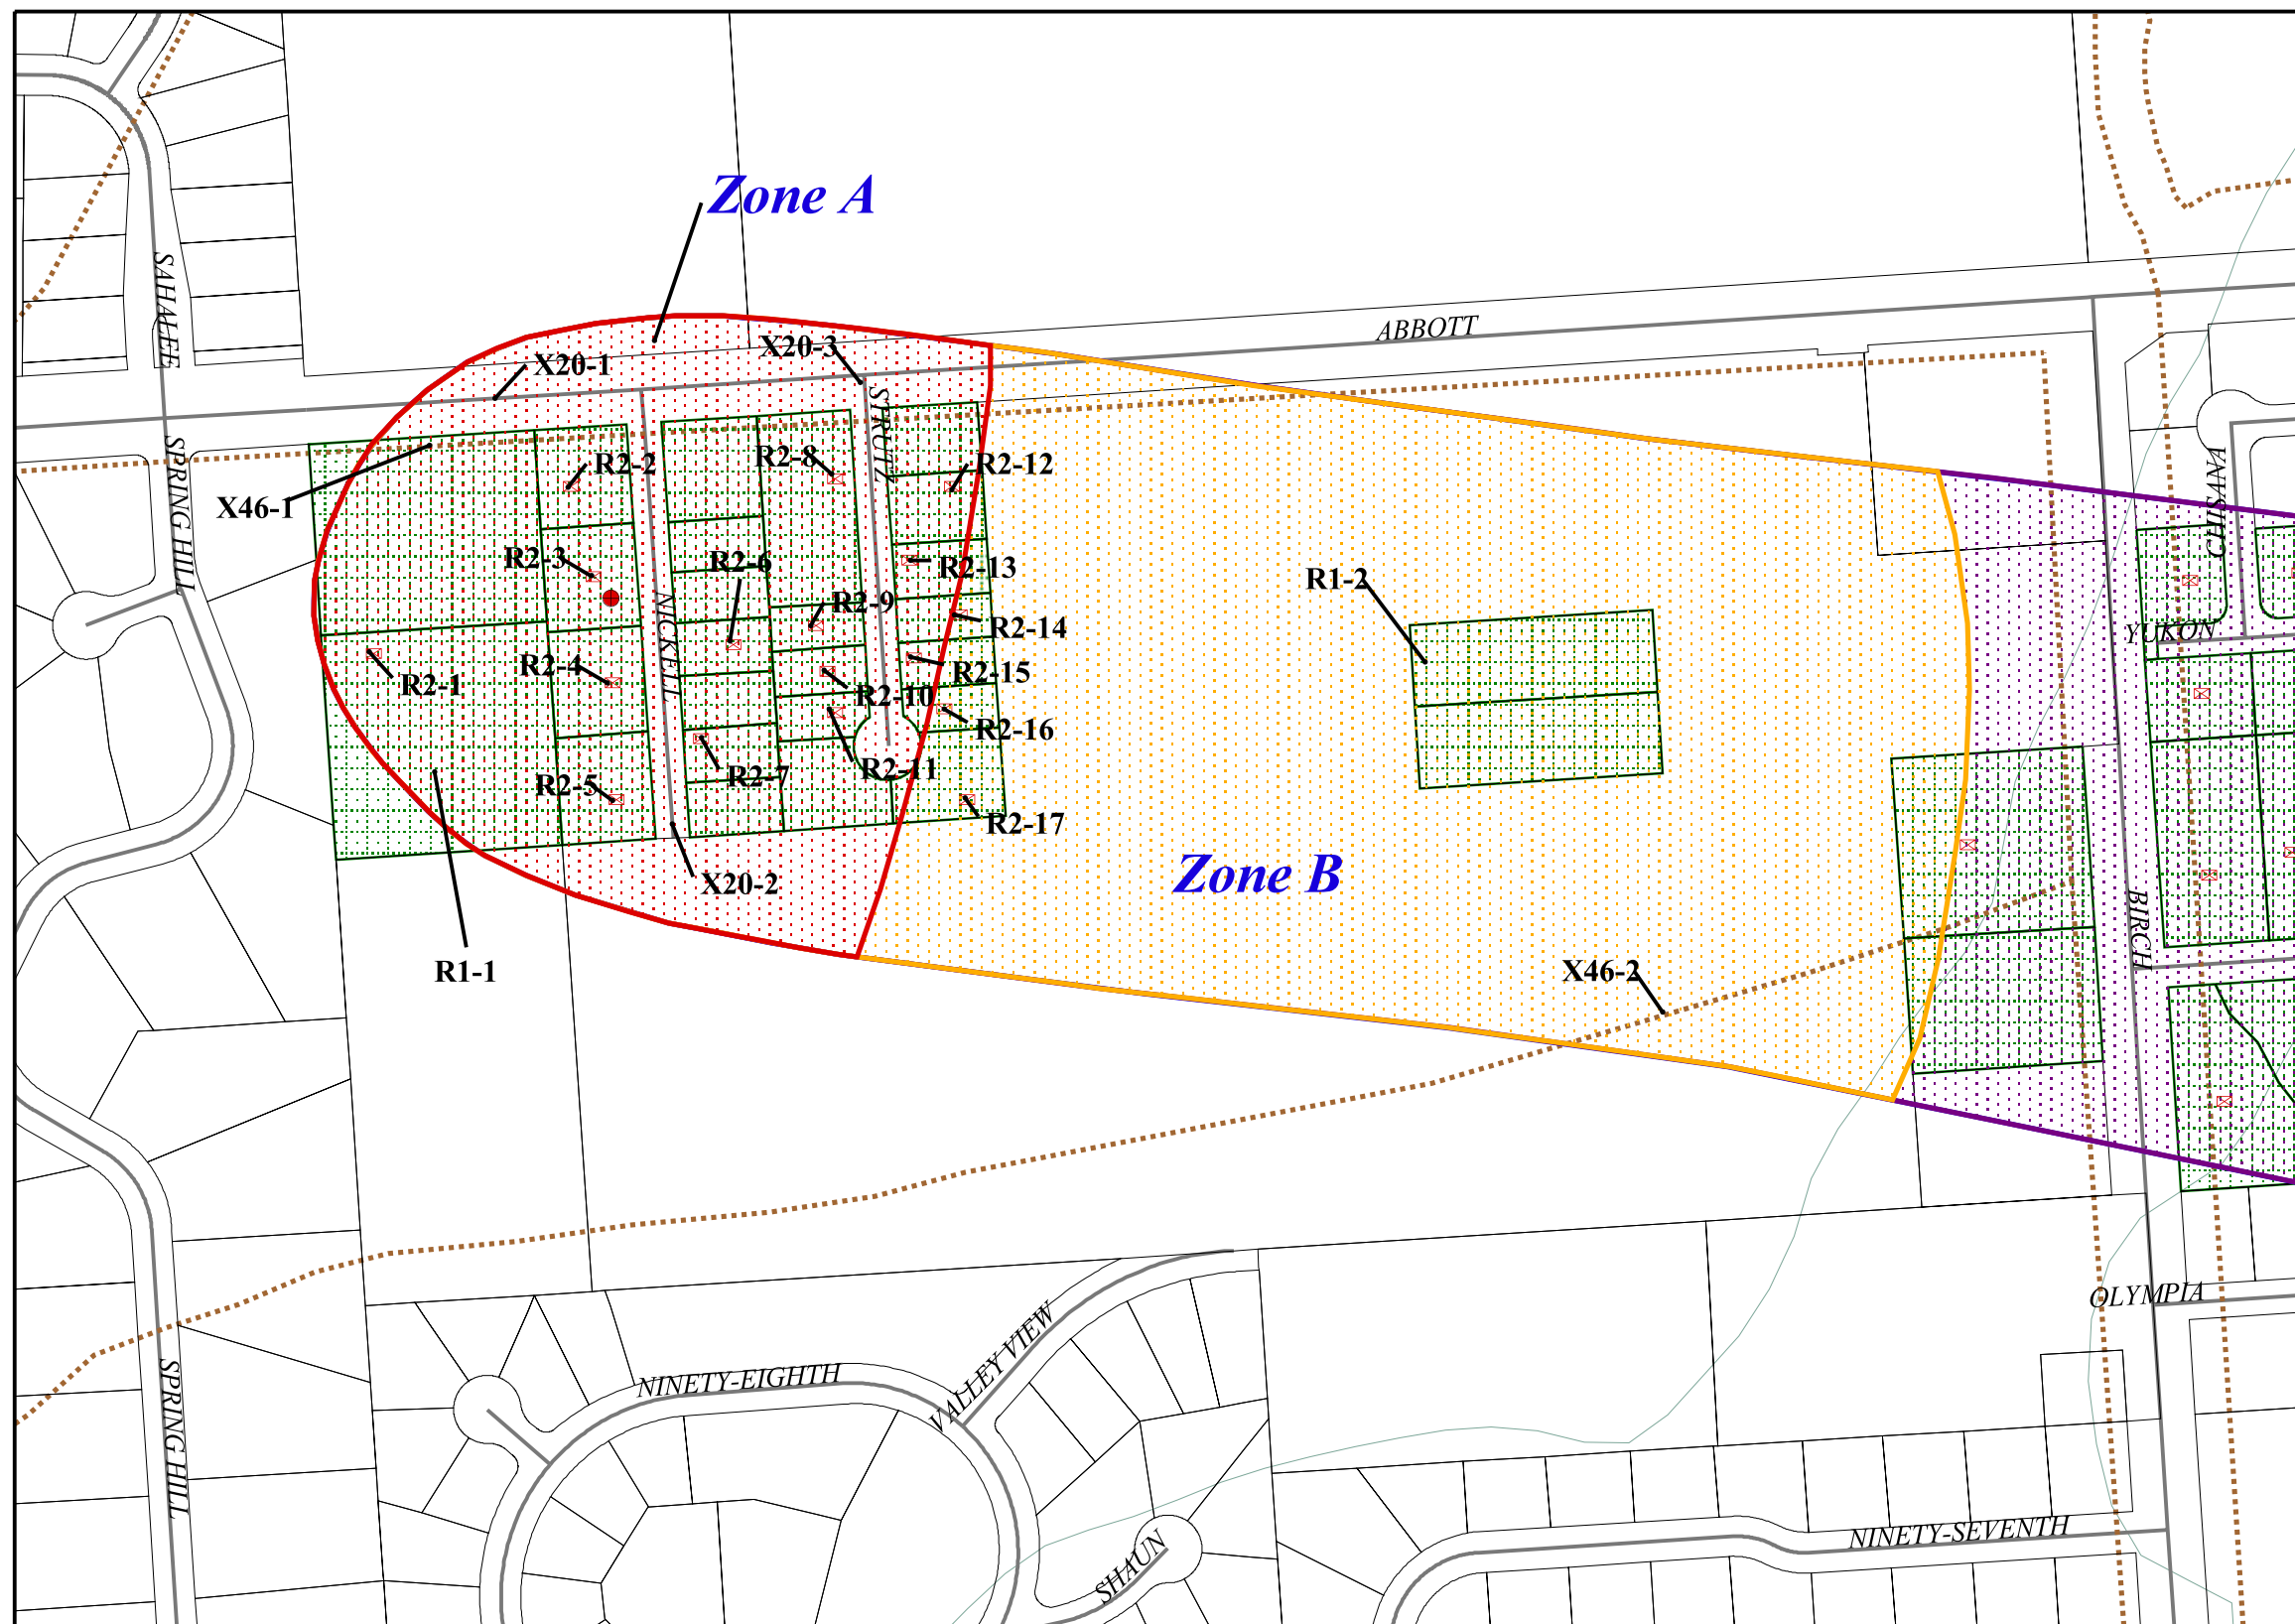 Zone A
SAHALEE
ABBOTT
X20-3
X20-1
STRUTZ
SPRING HILL
R2-8
R2-2
R2-12
X46-1
CHISANA
R2-3
R2-6
R2-13
R1-2
NICKELL
R2-9
R2-14
YUKON
R2-4
R2-15
R2-1
R2-10
R2-16
R2-11
R2-7
R2-5
R2-17
Zone B
X20-2
BIRCH
R1-1
X46-2
OLYMPIA
VALLEY VIEW
NINETY-EIGHTH
SPRING HILL
NINETY-SEVENTH
SHAUN